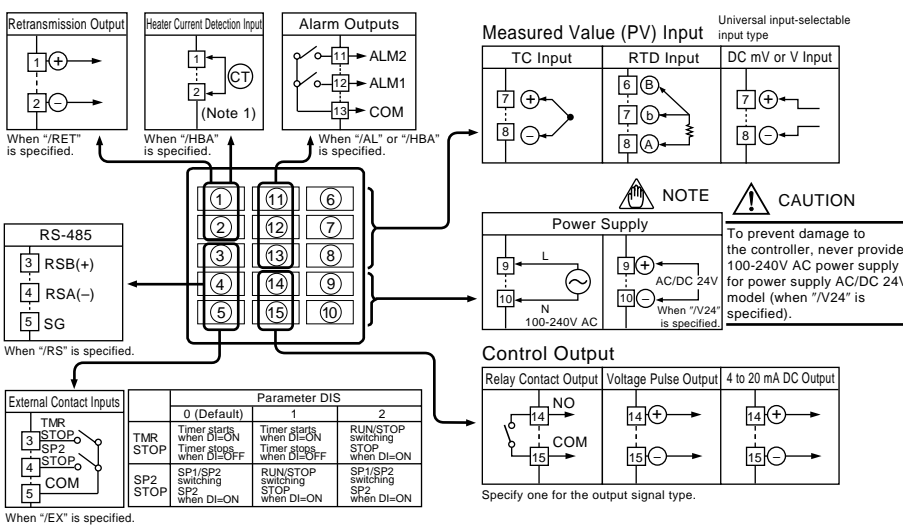 Retransmission Output
1 +
2 −
When "/RET"
is specified.
Heater Current Detection Input
1
CT
2
(Note 1)
When "/HBA"
is specified.
Alarm Outputs
11 ALM2
12 ALM1
13 COM
When "/AL" or "/HBA"
is specified.
Measured Value (PV) Input
Universal input-selectable
input type
TC Input
7 +
8 −
RTD Input
6 B
7 b
8 A
DC mV or V Input
7 +
8 −
1 11 6
2 12 7
3 13 8
4 14 9
5 15 10
RS-485
3 RSB(+)
4 RSA(−)
5 SG
When "/RS" is specified.
NOTE
Power Supply
9 L
10 N
100-240V AC
9 +
AC/DC 24V
10 −
When "/V24"
is specified.
CAUTION
To prevent damage to
the controller, never provide
100-240V AC power supply
for power supply AC/DC 24V
model (when "/V24" is
specified).
External Contact Inputs
TMR
STOP
3
SP2
STOP
4
COM
5
When "/EX" is specified.
Parameter DIS
0 (Default) 1 2
TMR
STOP
Timer starts
when DI=ON
Timer stops
when DI=OFF
Timer starts
when DI=ON
Timer stops
when DI=OFF
RUN/STOP
switching
STOP
when DI=ON
SP2
STOP
SP1/SP2
switching
SP2
when DI=ON
RUN/STOP
switching
STOP
when DI=ON
SP1/SP2
switching
SP2
when DI=ON
Control Output
Relay Contact Output
NO
14
COM
15
Voltage Pulse Output
14 +
15 −
4 to 20 mA DC Output
14 +
15 −
Specify one for the output signal type.